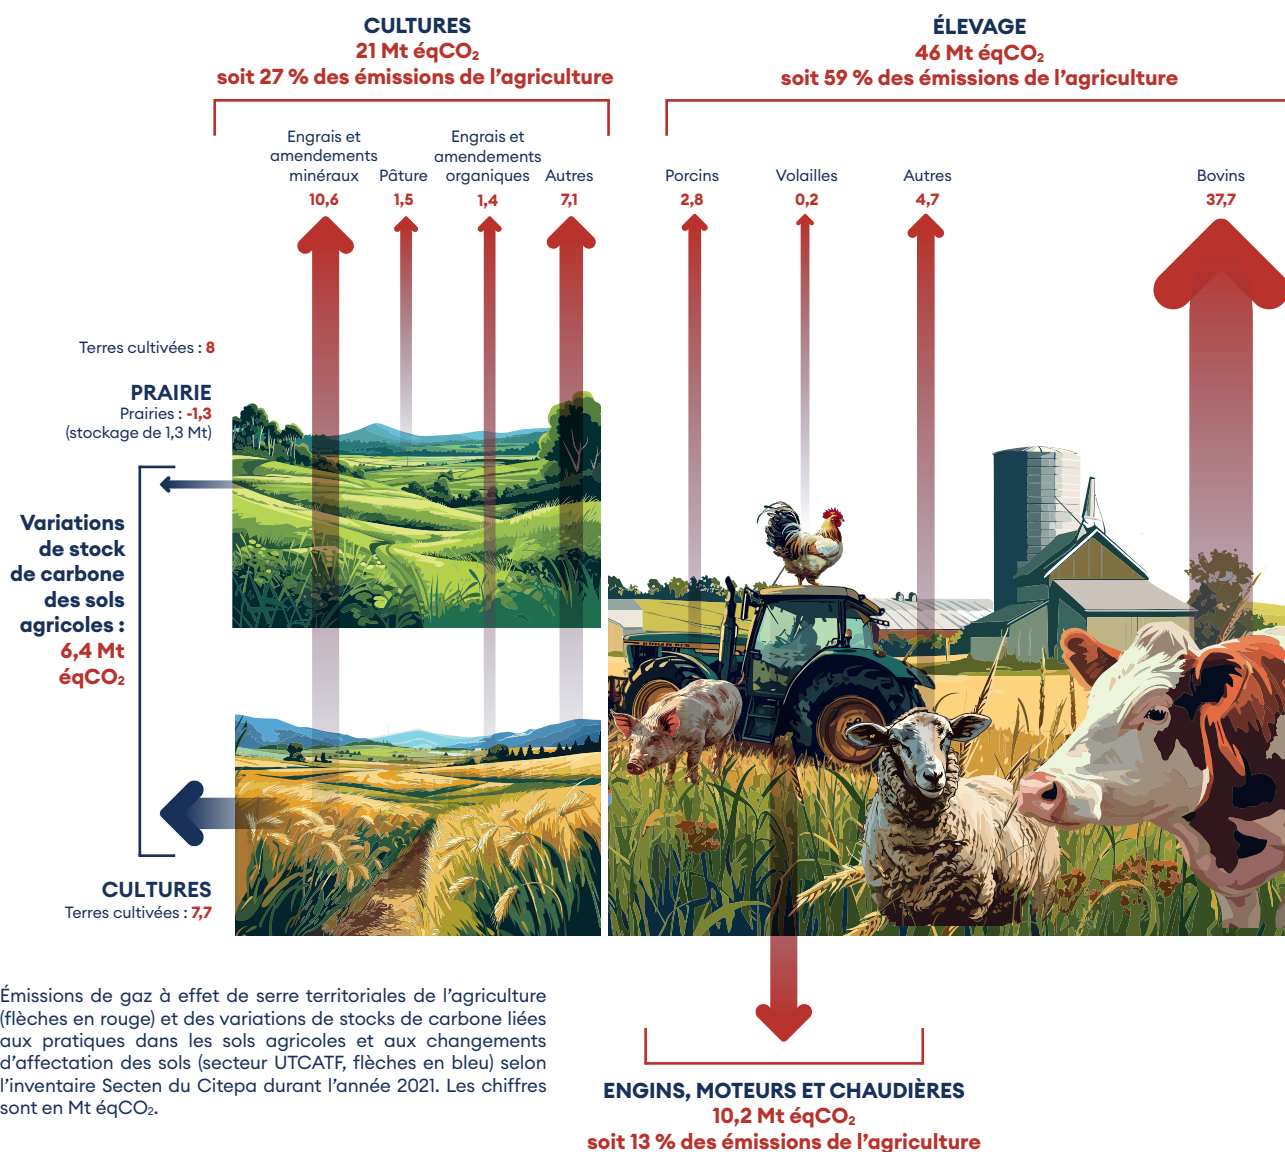 CULTURES
21 Mt éqCO₂
soit 27 % des émissions de l’agriculture
ÉLEVAGE
46 Mt éqCO₂
soit 59 % des émissions de l’agriculture
Engrais et
amendements
minéraux
10,6
Pâture
1,5
Engrais et
amendements
organiques
1,4
Autres
7,1
Porcins
2,8
Volailles
0,2
Autres
4,7
Bovins
37,7
Terres cultivées : 8
PRAIRIE
Prairies : -1,3
(stockage de 1,3 Mt)
Variations
de stock
de carbone
des sols
agricoles :
6,4 Mt
éqCO₂
CULTURES
Terres cultivées : 7,7
Émissions de gaz à effet de serre territoriales de l’agriculture
(flèches en rouge) et des variations de stocks de carbone liées
aux pratiques dans les sols agricoles et aux changements
d’affectation des sols (secteur UTCATF, flèches en bleu) selon
l’inventaire Secten du Citepa durant l’année 2021. Les chiffres
sont en Mt éqCO₂.
ENGINS, MOTEURS ET CHAUDIÈRES
10,2 Mt éqCO₂
soit 13 % des émissions de l’agriculture